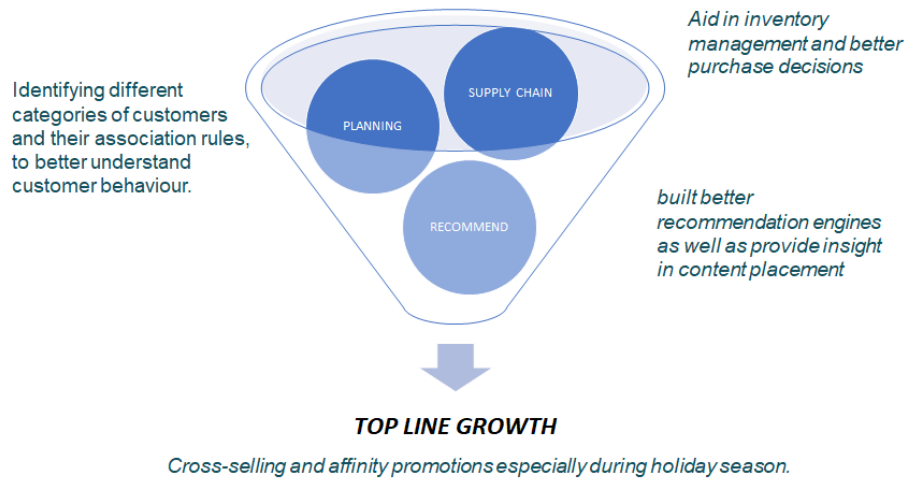 Aid in inventory
management and better
purchase decisions
Identifying different
categories of customers
and their association rules,
to better understand
customer behaviour.
SUPPLY CHAIN
PLANNING
RECOMMEND
built better
recommendation engines
as well as provide insight
in content placement
TOP LINE GROWTH
Cross-selling and affinity promotions especially during holiday season.